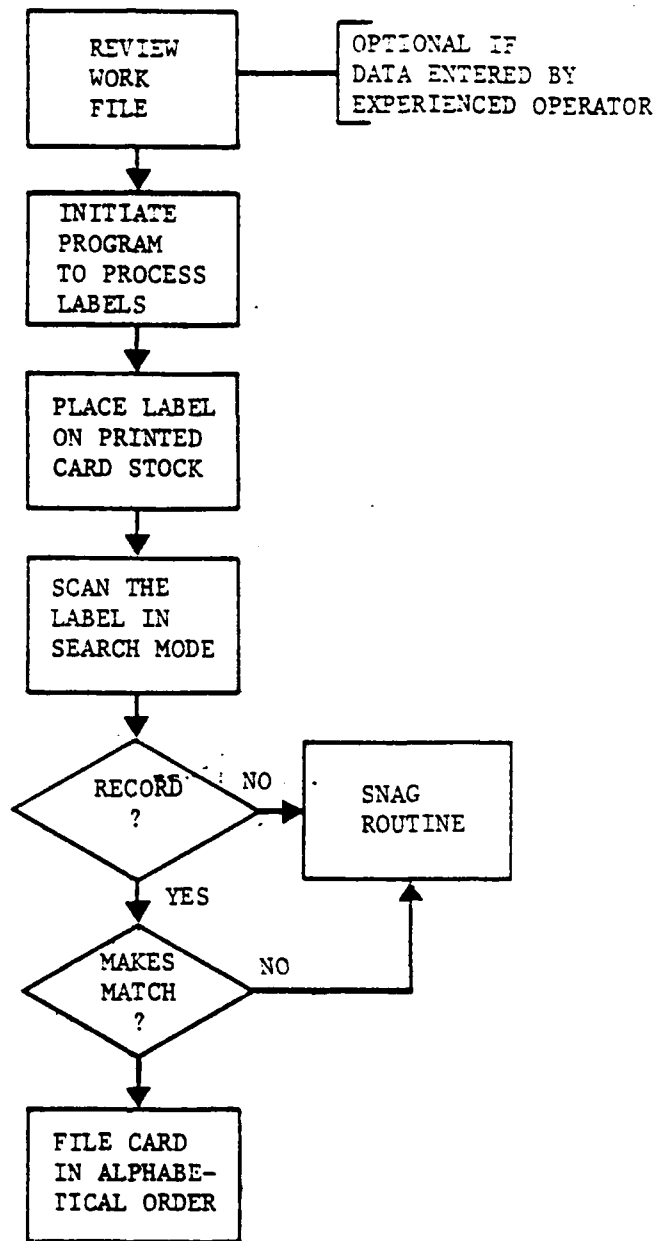 REVIEW
WORK
FILE
OPTIONAL IF
DATA ENTERED BY
EXPERIENCED OPERATOR
INITIATE
PROGRAM
TO PROCESS
LABELS
PLACE LABEL
ON PRINTED
CARD STOCK
SCAN THE
LABEL IN
SEARCH MODE
RECORD
?
NO
SNAG
ROUTINE
YES
MAKES
MATCH
?
NO
FILE CARD
IN ALPHABE-
TICAL ORDER